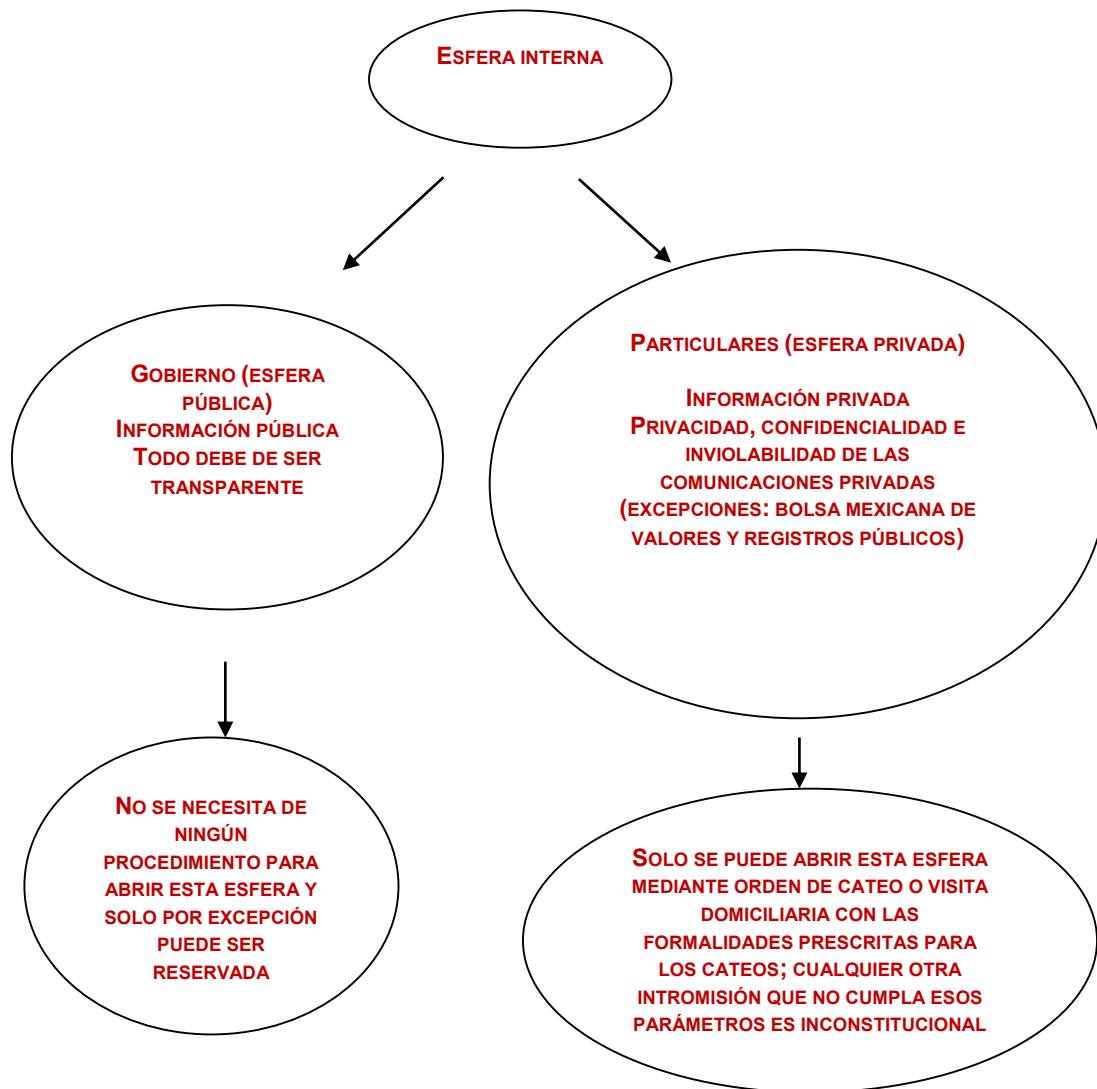 ESFERA INTERNA
GOBIERNO (ESFERA
PÚBLICA)
INFORMACIÓN PÚBLICA
TODO DEBE DE SER
TRANSPARENTE
PARTICULARES (ESFERA PRIVADA)
INFORMACIÓN PRIVADA
PRIVACIDAD, CONFIDENCIALIDAD E
INVIOLABILIDAD DE LAS
COMUNICACIONES PRIVADAS
(EXCEPCIONES: BOLSA MEXICANA DE
VALORES Y REGISTROS PÚBLICOS)
NO SE NECESITA DE
NINGÚN
PROCEDIMIENTO PARA
ABRIR ESTA ESFERA Y
SOLO POR EXCEPCIÓN
PUEDE SER
RESERVADA
SOLO SE PUEDE ABRIR ESTA ESFERA
MEDIANTE ORDEN DE CATEO O VISITA
DOMICILIARIA CON LAS
FORMALIDADES PRESCRITAS PARA
LOS CATEOS; CUALQUIER OTRA
INTROMISIÓN QUE NO CUMPLA ESOS
PARÁMETROS ES INCONSTITUCIONAL